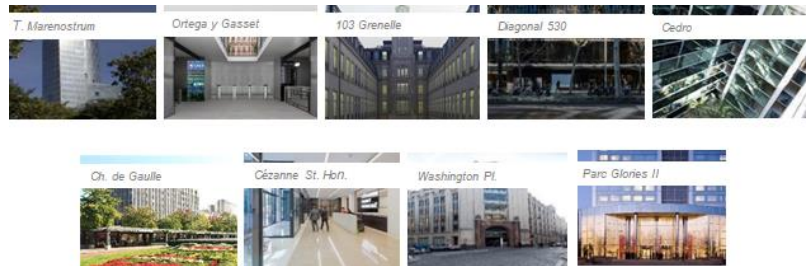 T. Marenostrum
Ortega y Gasset
103 Grenelle
Diagonal 530
Cedro
Ch. de Gaulle
Cézanne St. Hon.
Washington Pl.
Parc Glories II